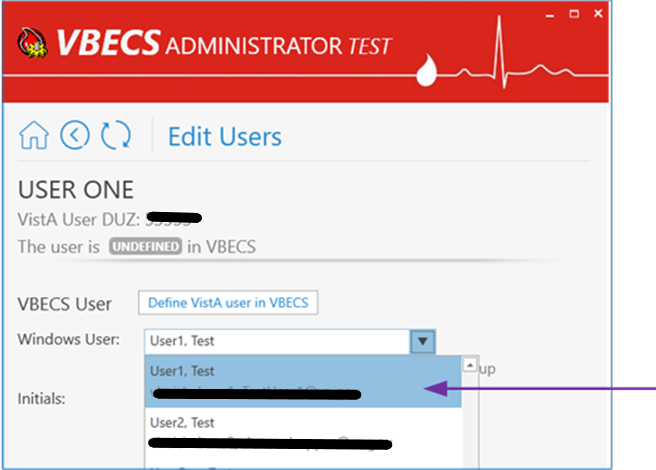 VBECS ADMINISTRATOR TEST
Edit Users
USER ONE
VistA User DUZ:
The user is UNDEFINED in VBECS
VBECS User Define VistA user in VBECS
Windows User: User1, Test
User1, Test
up
Initials:
User2, Test